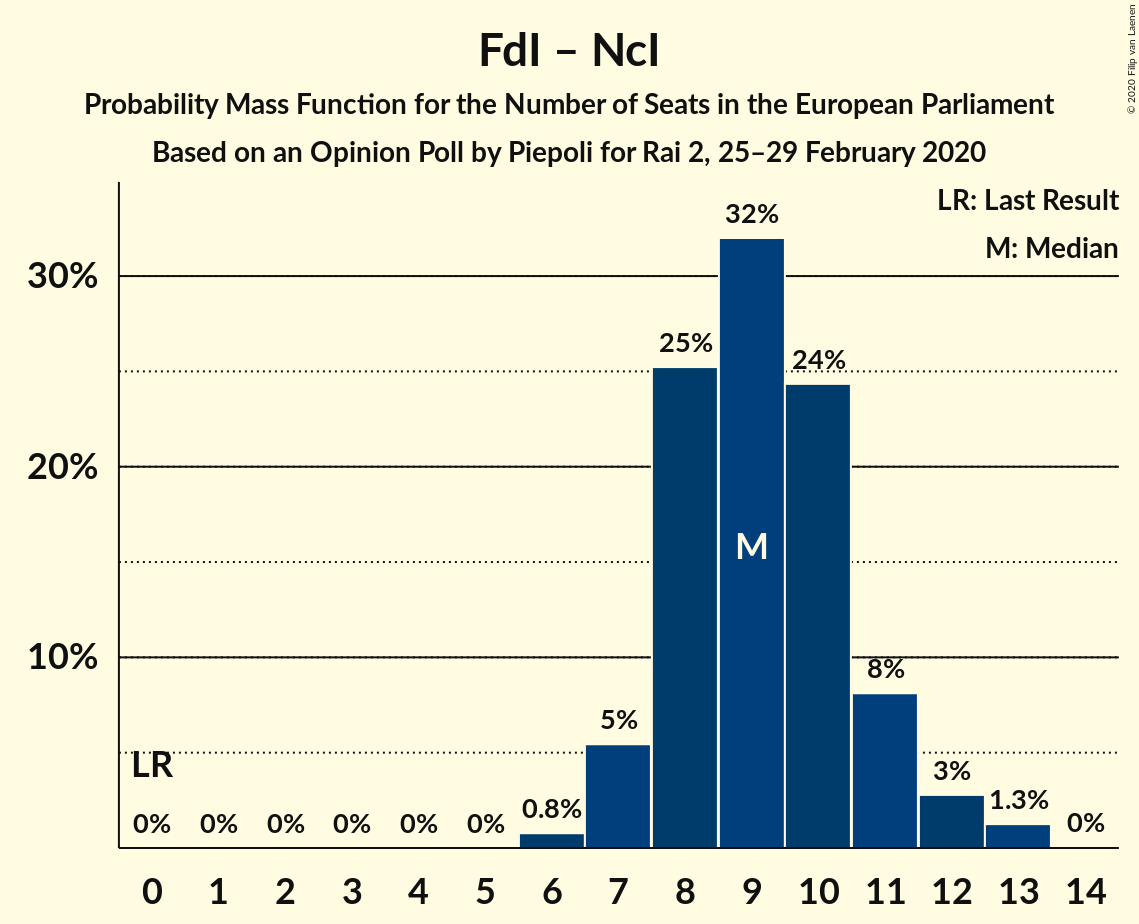 FdI – NcI
Probability Mass Function for the Number of Seats in the European Parliament
Based on an Opinion Poll by Piepoli for Rai 2, 25–29 February 2020
© 2020 Filip van Laenen
LR: Last Result
M: Median
30%
20%
10%
LR
0%
0%
0%
0%
0%
0%
0.8%
5%
25%
32%
M
24%
8%
3%
1.3%
0%
0 1 2 3 4 5 6 7 8 9 10 11 12 13 14